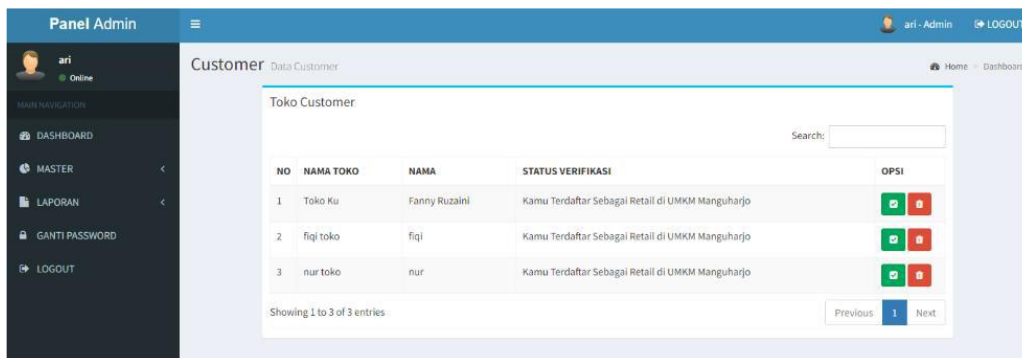 Panel Admin
ari - Admin LOGOUT
ari
Online
MAIN NAVIGATION
DASHBOARD
MASTER
LAPORAN
GANTI PASSWORD
LOGOUT
Customer Data Customer
Home > Dashboard
Toko Customer
Search:
NO NAMA TOKO NAMA STATUS VERIFIKASI OPSI
1 Toko Ku Fanny Ruzaini Kamu Terdaftar Sebagai Retail di UMKM Manguharjo
2 fiqi toko fiqi Kamu Terdaftar Sebagai Retail di UMKM Manguharjo
3 nur toko nur Kamu Terdaftar Sebagai Retail di UMKM Manguharjo
Showing 1 to 3 of 3 entries
Previous 1 Next